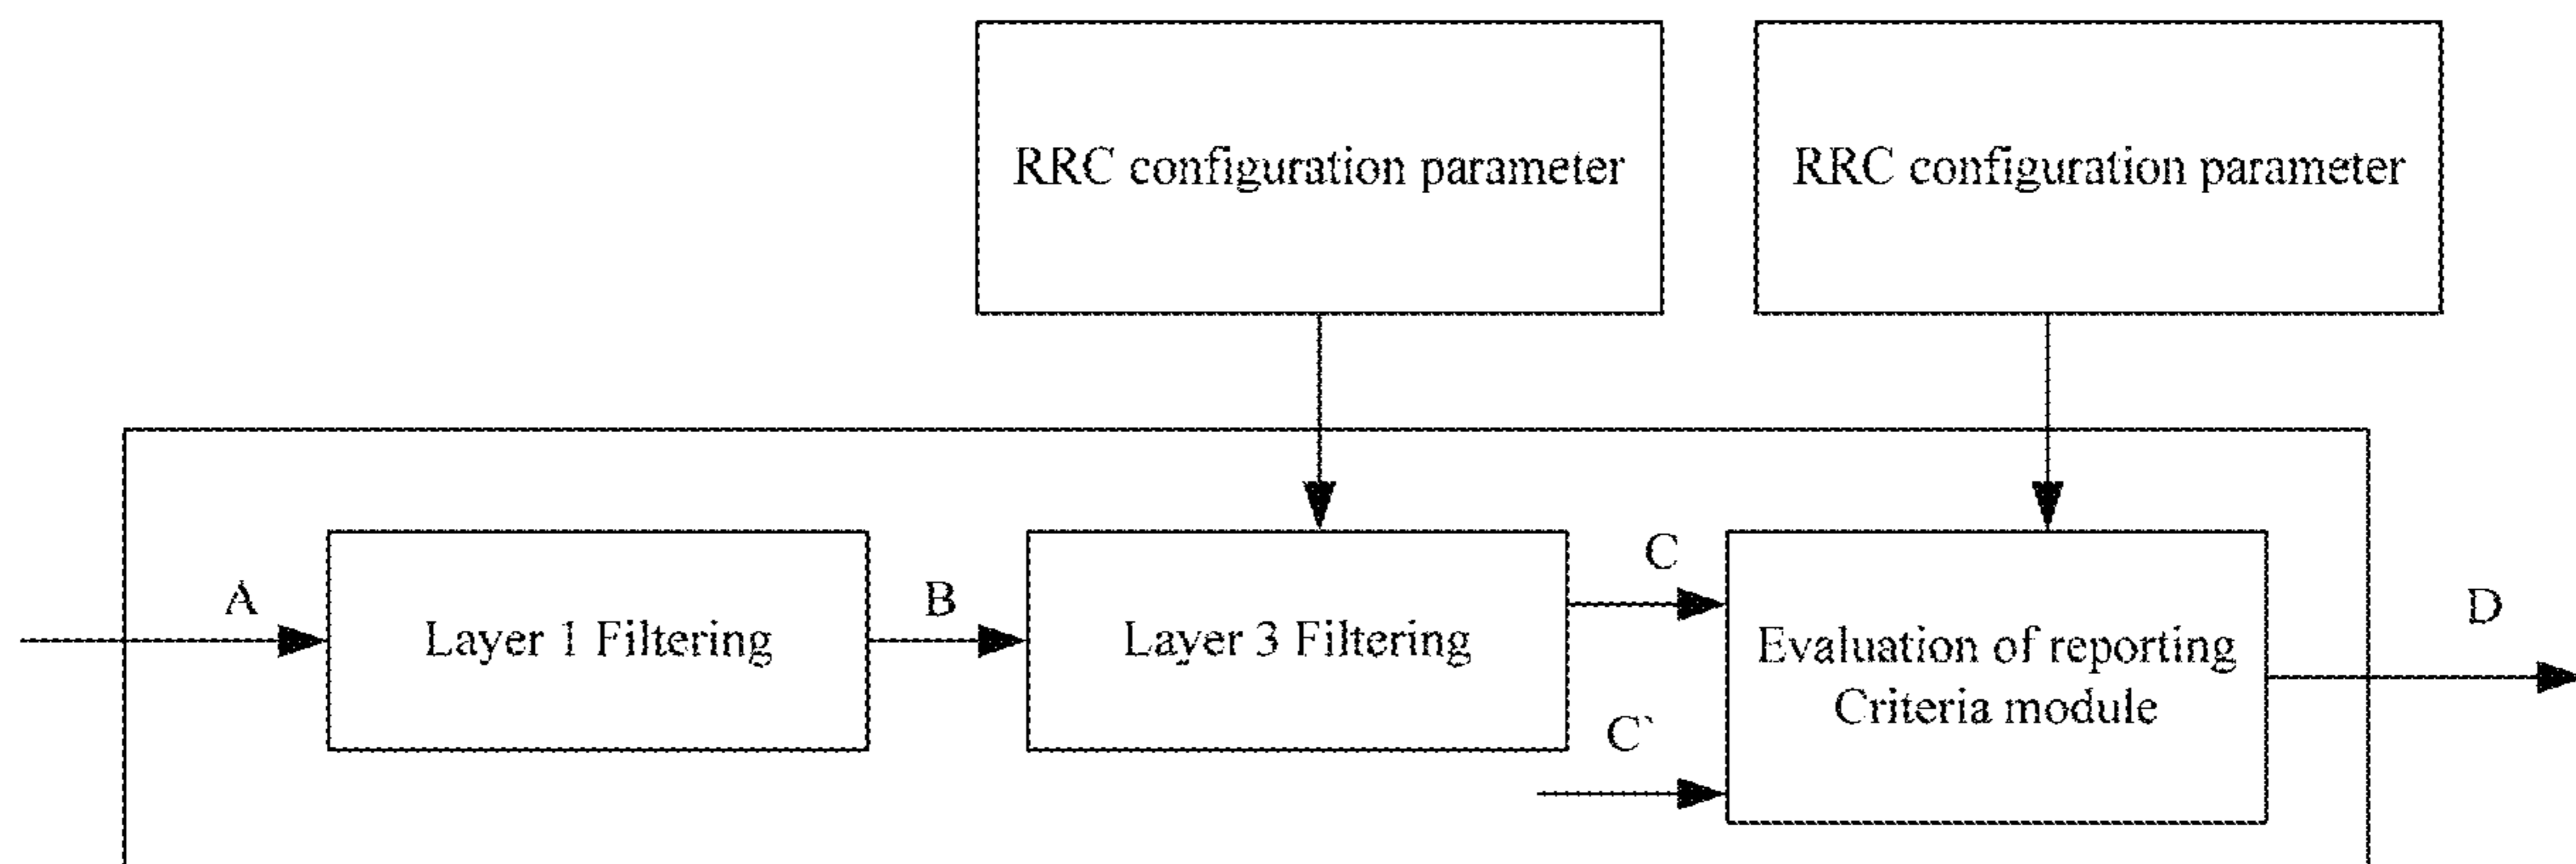 RRC configuration parameter
RRC configuration parameter
A
Layer 1 Filtering
B
Layer 3 Filtering
C
C`
Evaluation of reporting
Criteria module
D